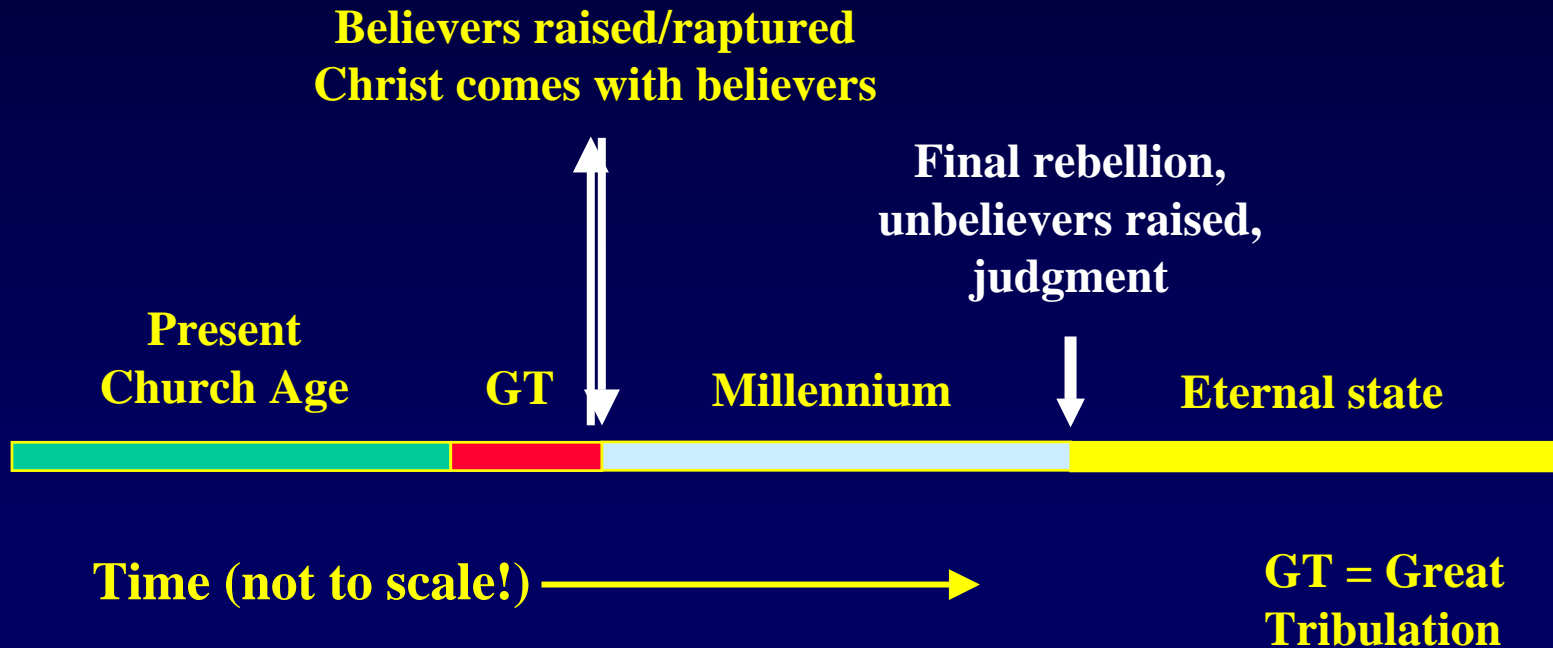 Believers raised/raptured
Christ comes with believers
Final rebellion,
unbelievers raised,
judgment
Present
Church Age
GT
Millennium
Eternal state
Time (not to scale!)
GT = Great
Tribulation